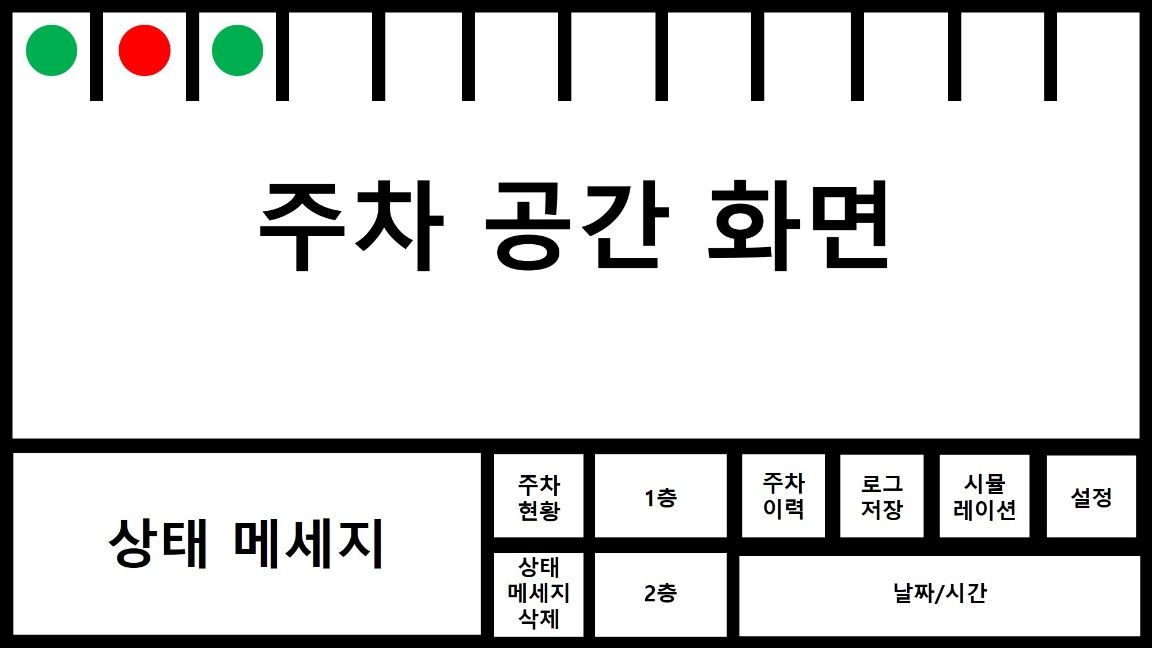 주차 공간 화면
상태 메세지
주차
현황
1층
주차
이력
로그
저장
시뮬
레이션
설정
상태
메세지
삭제
2층
날짜/시간